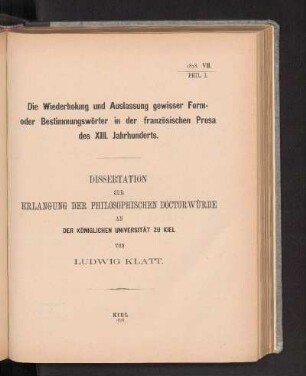 1878. VII.
PHIL. 1.
Die Wiederholung und Auslassung gewisser Form-
oder Bestimmungswörter in der französischen Prosa
des XIII. Jahrhunderts.
DISSERTATION
ZUR
ERLANGUNG DER PHILOSOPHISCHEN DOCTORWÜRDE
AN
DER KÖNIGLICHEN UNIVERSITÄT ZU KIEL
VON
LUDWIG KLATT.
KIEL
1878.